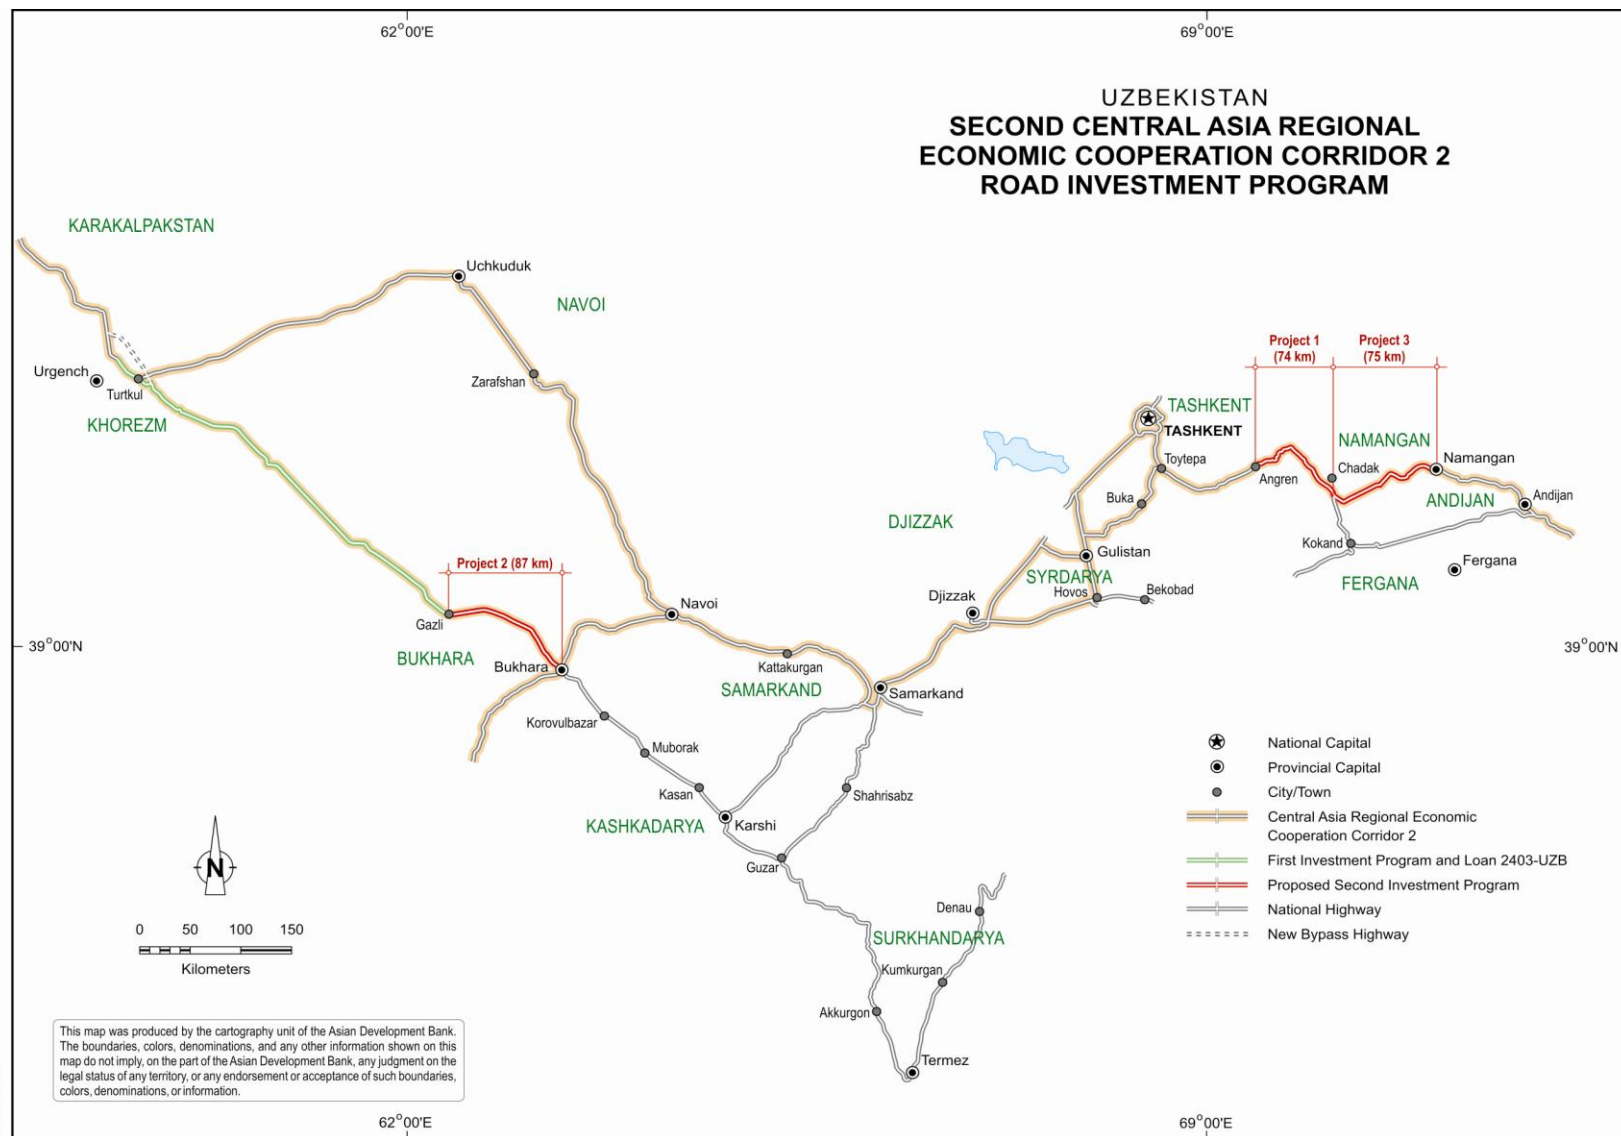 62°00'E
69°00'E
UZBEKISTAN
SECOND CENTRAL ASIA REGIONAL
ECONOMIC COOPERATION CORRIDOR 2
ROAD INVESTMENT PROGRAM
KARAKALPAKSTAN
Uchkuduk
NAVOI
Urgench
Turtkul
Zarafshan
KHOREZM
Project 1
(74 km)
Project 3
(75 km)
TASHKENT
TASHKENT
NAMANGAN
Toytepa
Angren
Chadak
Namangan
Buka
ANDIJAN
Andijan
DJIZZAK
Kokand
Gulistan
SYRDARYA
Fergana
FERGANA
Project 2 (87 km)
Hovos
Bekobad
Djizzak
Navoi
Gazli
39°00'N
39°00'N
BUKHARA
Bukhara
Kattakurgan
SAMARKAND
Samarkand
Korovulbazar
Muborak
Kasan
Shahrisabz
KASHKADARYA
Karshi
Guzar
Denau
SURKHANDARYA
Kumkurgan
Akkurgon
Termez
National Capital
Provincial Capital
City/Town
Central Asia Regional Economic
Cooperation Corridor 2
First Investment Program and Loan 2403-UZB
Proposed Second Investment Program
National Highway
New Bypass Highway
N
0 50 100 150
Kilometers
This map was produced by the cartography unit of the Asian Development Bank.
The boundaries, colors, denominations, and any other information shown on this
map do not imply, on the part of the Asian Development Bank, any judgment on the
legal status of any territory, or any endorsement or acceptance of such boundaries,
colors, denominations, or information.
62°00'E
69°00'E